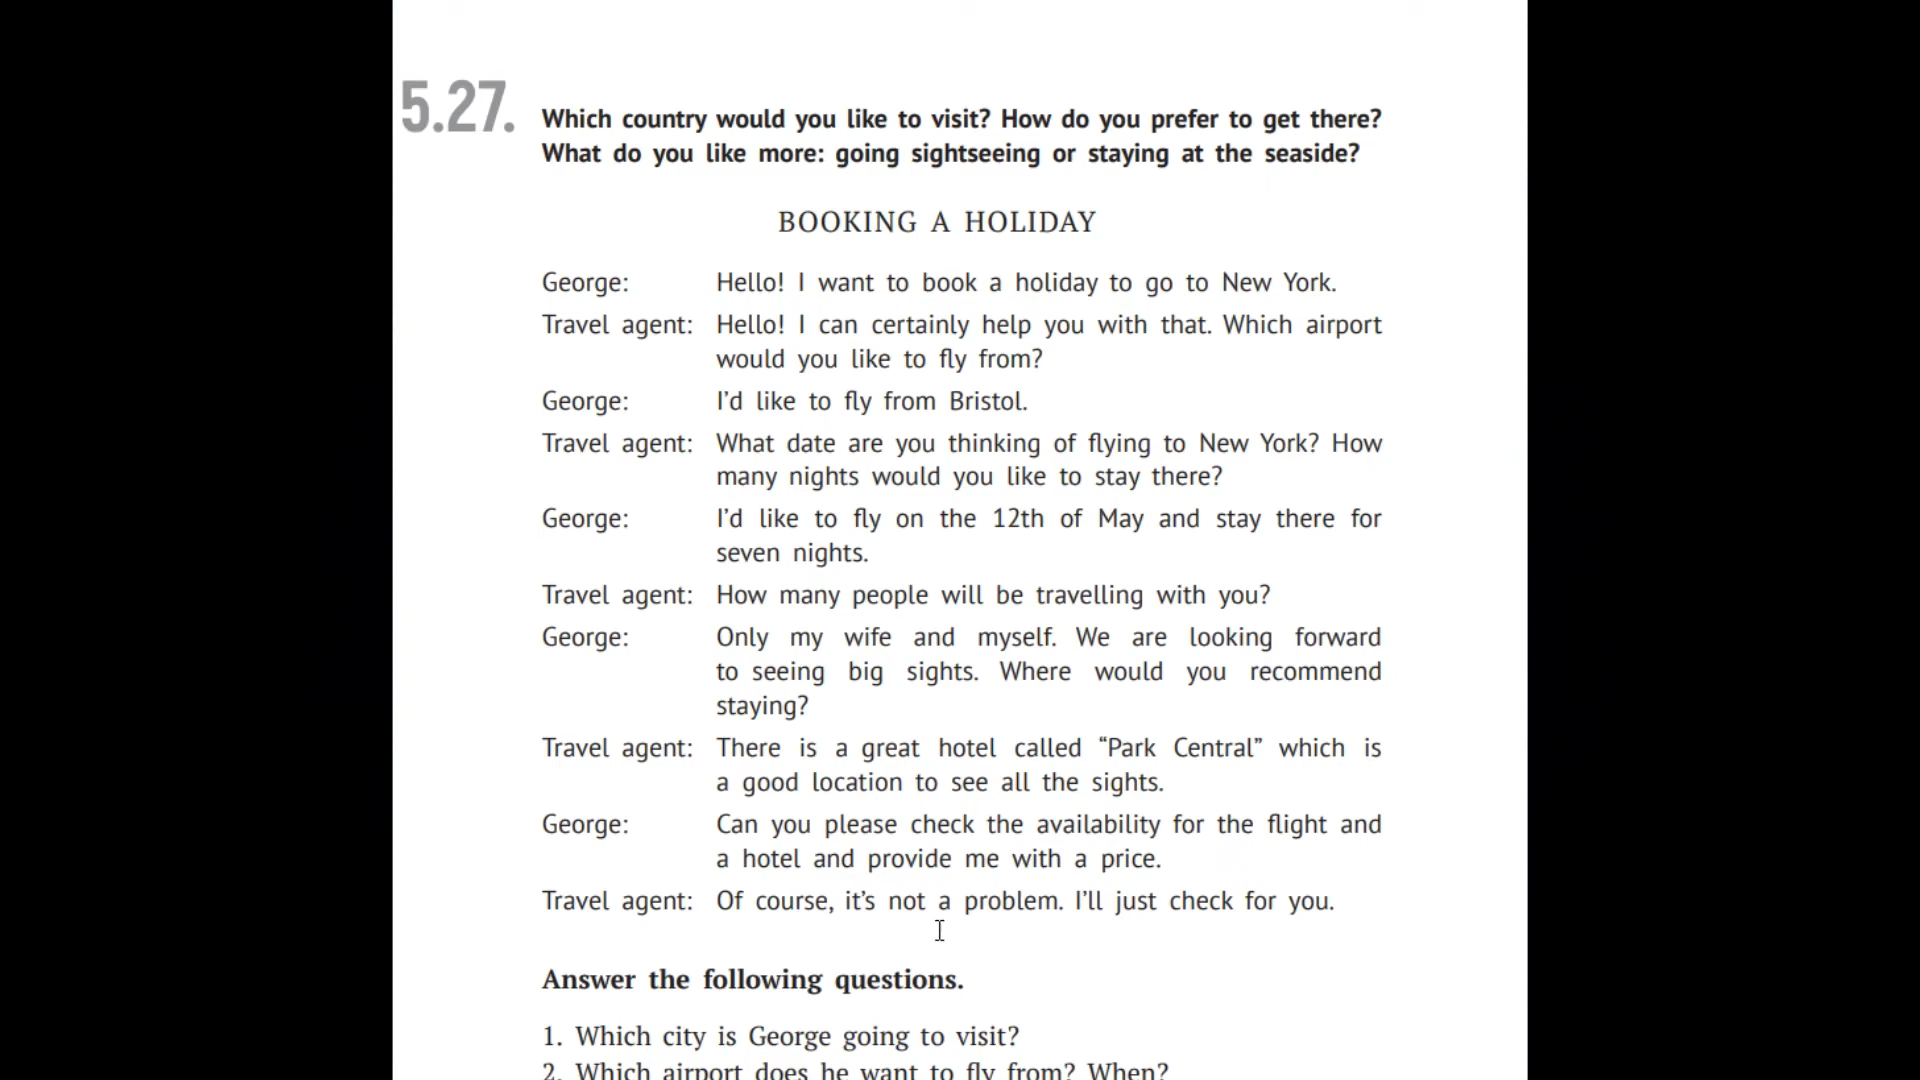 5.27. Which country would you like to visit? How do you prefer to get there?
What do you like more: going sightseeing or staying at the seaside?
BOOKING A HOLIDAY
George: Hello! I want to book a holiday to go to New York.
Travel agent: Hello! I can certainly help you with that. Which airport
would you like to fly from?
George: I'd like to fly from Bristol.
Travel agent: What date are you thinking of flying to New York? How
many nights would you like to stay there?
George: I'd like to fly on the 12th of May and stay there for
seven nights.
Travel agent: How many people will be travelling with you?
George: Only my wife and myself. We are looking forward
to seeing big sights. Where would you recommend
staying?
Travel agent: There is a great hotel called “Park Central” which is
a good location to see all the sights.
George: Can you please check the availability for the flight and
a hotel and provide me with a price.
Travel agent: Of course, it's not a problem. I'll just check for you.
Answer the following questions.
1. Which city is George going to visit?
2. Which airport does he want to fly from? When?